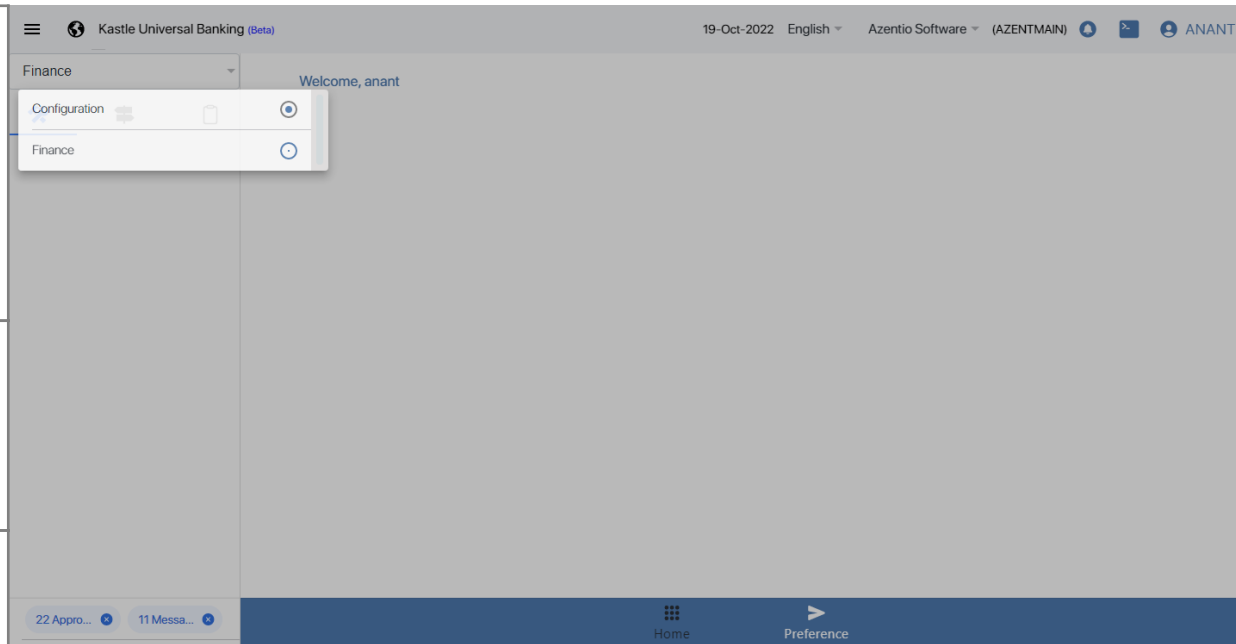 Kastle Universal Banking (Beta)
19-Oct-2022 English Azentio Software (AZENTMAIN) ANANT
Finance
Welcome, anant
Configuration
Finance
22 Appro... 11 Messa...
Home Preference